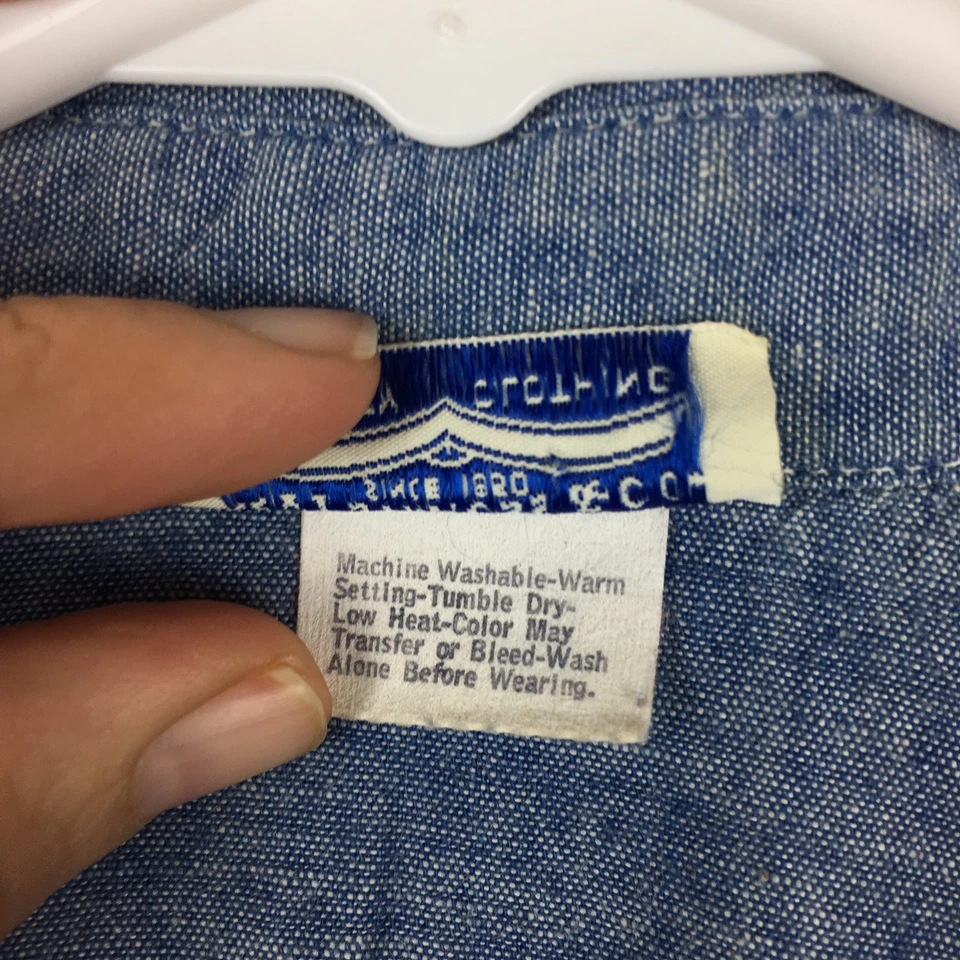 CLOTHING
SINCE
& CO
Machine Washable-Warm
Setting-Tumble Dry-
Low Heat-Color May
Transfer or Bleed-Wash
Alone Before Wearing.